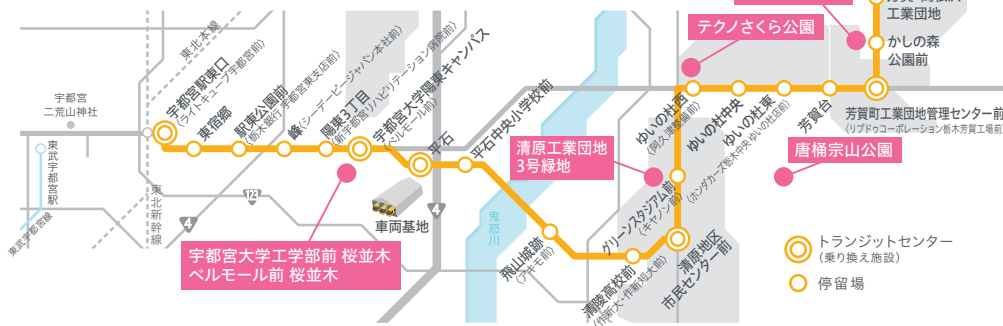 芳賀・高根沢
工業団地
かしの森
公園前
テクノさくら公園
東北本線
宇都宮
二荒山神社
東武宇都宮駅
東武宇都宮線
東北新幹線
宇都宮駅東口
(ライトキューブ宇都宮前)
東宿郷
駅東公園前
(栃木銀行 宇都宮東支店前)
峰(シーデーピージャパン本社前)
陽東3丁目
(新宇都宮リハビリテーション病院前)
宇都宮大学陽東キャンパス
(ベルモール前)
平石
平石中央小学校前
123
4
4
車両基地
宇都宮大学工学部前 桜並木
ベルモール前 桜並木
鬼怒川
飛山城跡
(アキモ前)
清陵高校前
(作新大・作新短大前)
清原地区
市民センター前
グリーンスタジアム前
(キヤノン前)
清原工業団地
3号緑地
ゆいの杜西
(阿久津整備前)
ゆいの杜中央
ゆいの杜東
(ホンダカーズ栃木中央 ゆいの杜店前)
芳賀台
芳賀町工業団地管理センター前
(リブドゥコーポレーション栃木芳賀工場前)
唐桶宗山公園
トランジットセンター
(乗り換え施設)
停留場